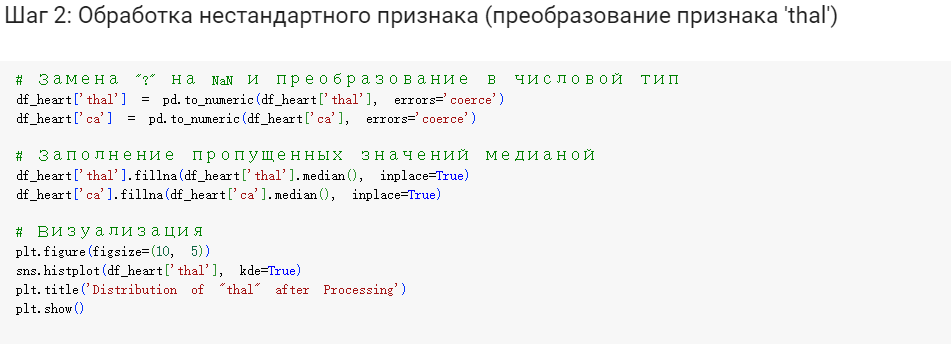 Шаг 2: Обработка нестандартного признака (преобразование признака 'thal')
# Замена "?" на NaN и преобразование в числовой тип
df_heart['thal'] = pd.to_numeric(df_heart['thal'], errors='coerce')
df_heart['ca'] = pd.to_numeric(df_heart['ca'], errors='coerce')
# Заполнение пропущенных значений медианой
df_heart['thal'].fillna(df_heart['thal'].median(), inplace=True)
df_heart['ca'].fillna(df_heart['ca'].median(), inplace=True)
# Визуализация
plt.figure(figsize=(10, 5))
sns.histplot(df_heart['thal'], kde=True)
plt.title('Distribution of "thal" after Processing')
plt.show()